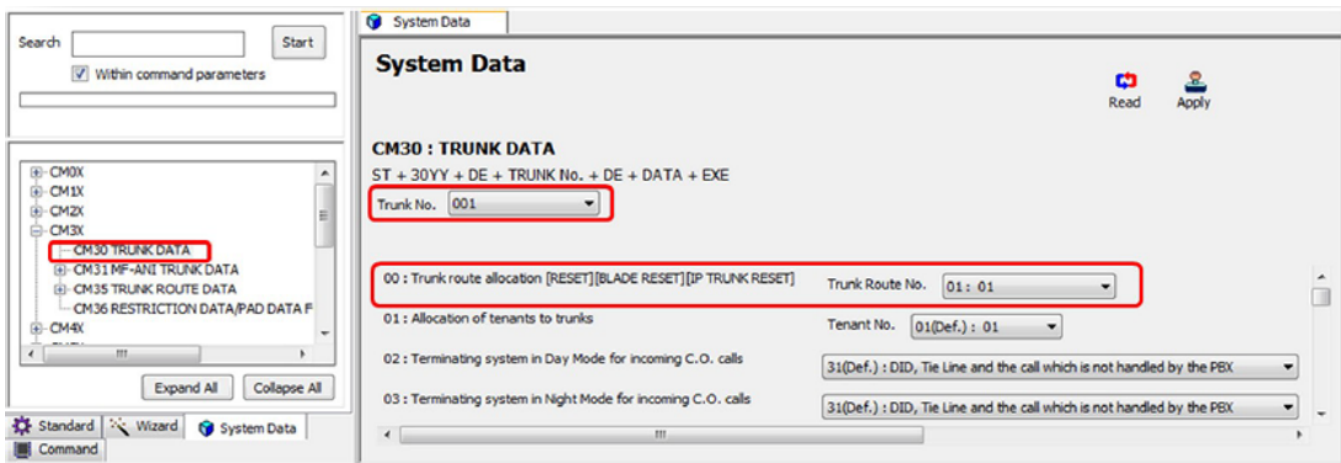 Search
Start
Within command parameters
CM0X
CM1X
CM2X
CM3X
CM30 TRUNK DATA
CM31 MF-ANI TRUNK DATA
CM35 TRUNK ROUTE DATA
CM36 RESTRICTION DATA/PAD DATA F
CM4X
Expand All
Collapse All
Standard
Wizard
System Data
Command
System Data
System Data
Read
Apply
CM30 : TRUNK DATA
ST + 30YY + DE + TRUNK No. + DE + DATA + EXE
Trunk No. 001
00 : Trunk route allocation [RESET][BLADE RESET][IP TRUNK RESET] Trunk Route No. 01: 01
01 : Allocation of tenants to trunks Tenant No. 01(Def.) : 01
02 : Terminating system in Day Mode for incoming C.O. calls 31(Def.) : DID, Tie Line and the call which is not handled by the PBX
03 : Terminating system in Night Mode for incoming C.O. calls 31(Def.) : DID, Tie Line and the call which is not handled by the PBX